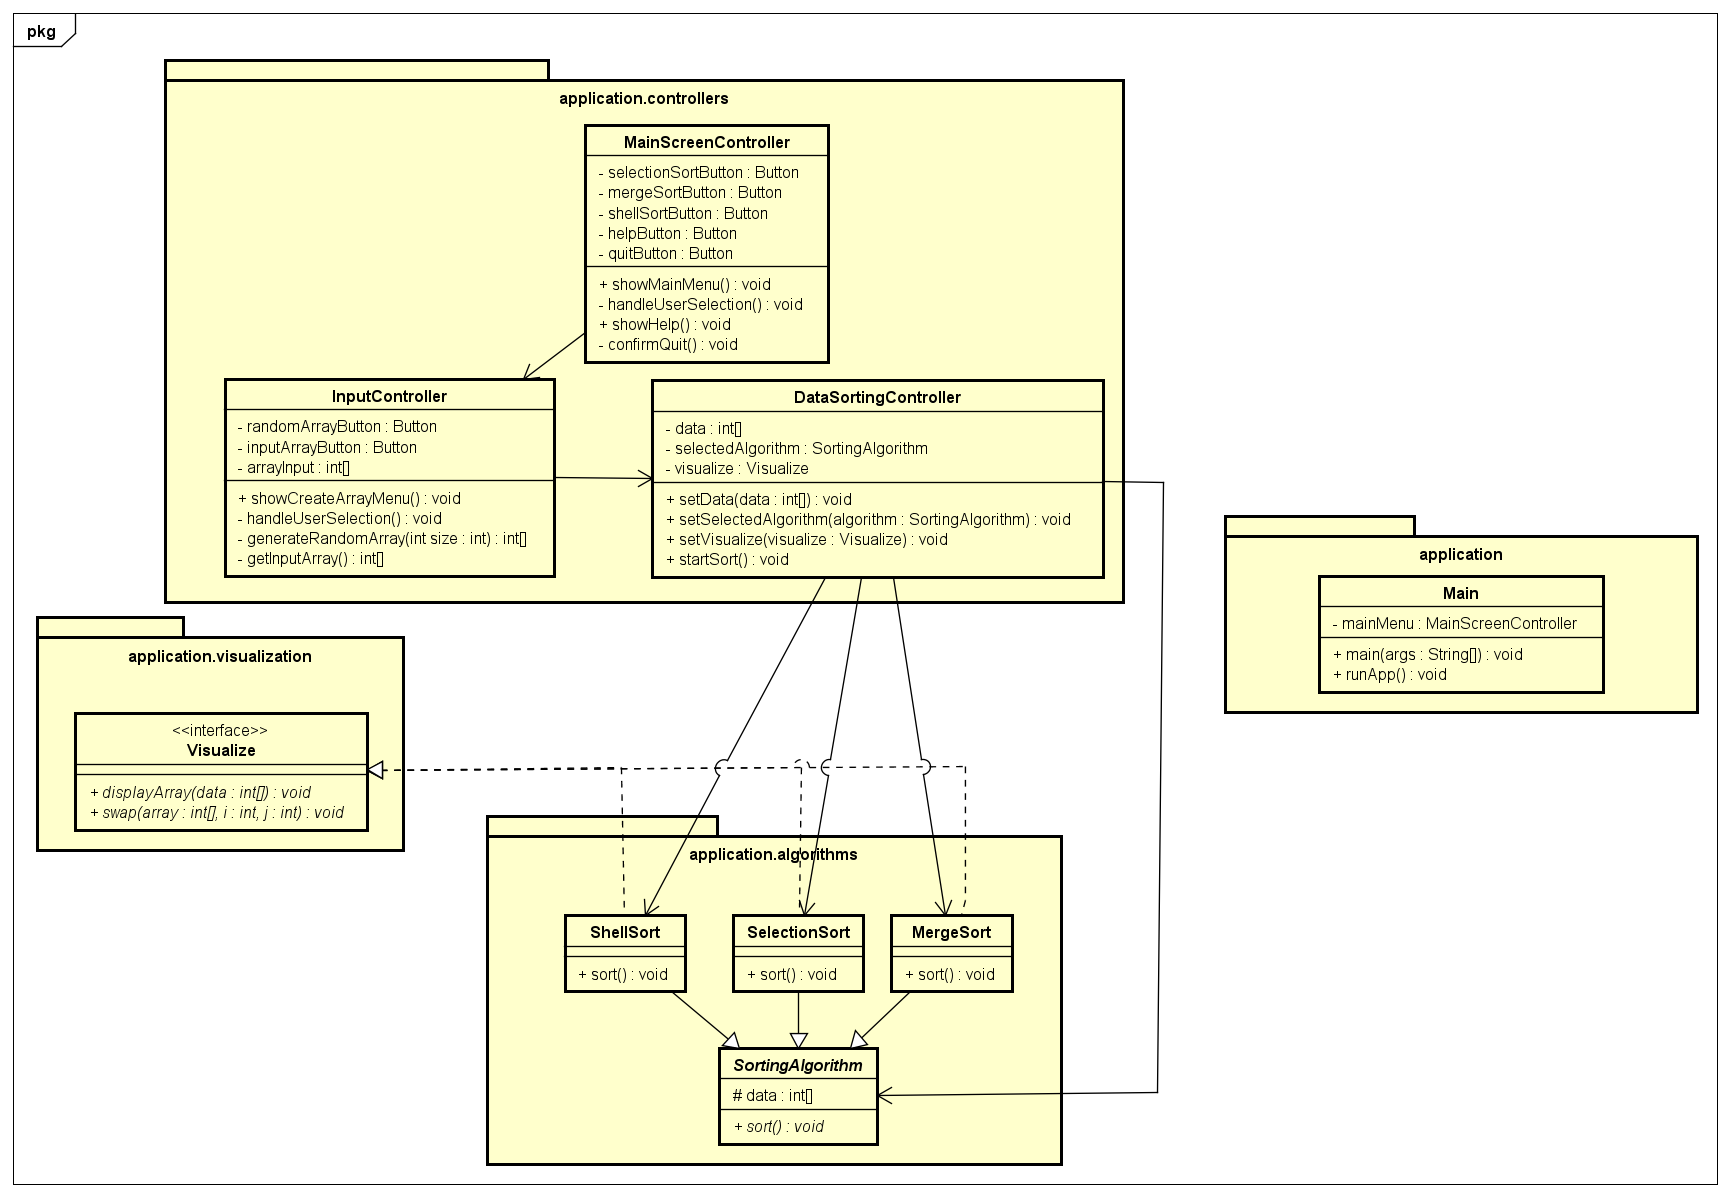 pkg
application.controllers
MainScreenController
- selectionSortButton : Button
- mergeSortButton : Button
- shellSortButton : Button
- helpButton : Button
- quitButton : Button
+ showMainMenu() : void
- handleUserSelection() : void
+ showHelp() : void
- confirmQuit() : void
InputController
- randomArrayButton : Button
- inputArrayButton : Button
- arrayInput : int[]
+ showCreateArrayMenu() : void
- handleUserSelection() : void
- generateRandomArray(int size : int) : int[]
- getInputArray() : int[]
DataSortingController
- data : int[]
- selectedAlgorithm : SortingAlgorithm
- visualize : Visualize
+ setData(data : int[]) : void
+ setSelectedAlgorithm(algorithm : SortingAlgorithm) : void
+ setVisualize(visualize : Visualize) : void
+ startSort() : void
application
Main
- mainMenu : MainScreenController
+ main(args : String[]) : void
+ runApp() : void
application.visualization
<<interface>>
Visualize
+ displayArray(data : int[]) : void
+ swap(array : int[], i : int, j : int) : void
application.algorithms
ShellSort
+ sort() : void
SelectionSort
+ sort() : void
MergeSort
+ sort() : void
SortingAlgorithm
# data : int[]
+ sort() : void